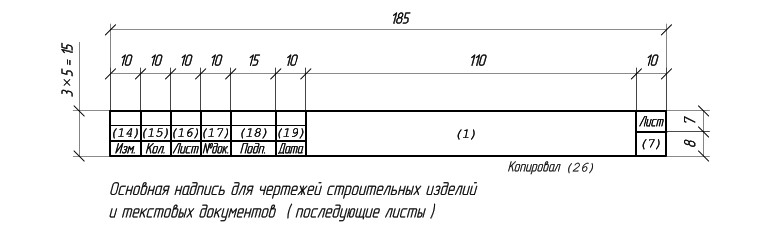 185
10 10 10 10 15 10 110 10
3×5 = 15
(14) (15) (16) (17) (18) (19) (1) Лист 7
Изм. Кол. Лист №док. Подп. Дата (7) 8
Копировал (26)
Основная надпись для чертежей строительных изделий
и текстовых документов ( последующие листы )